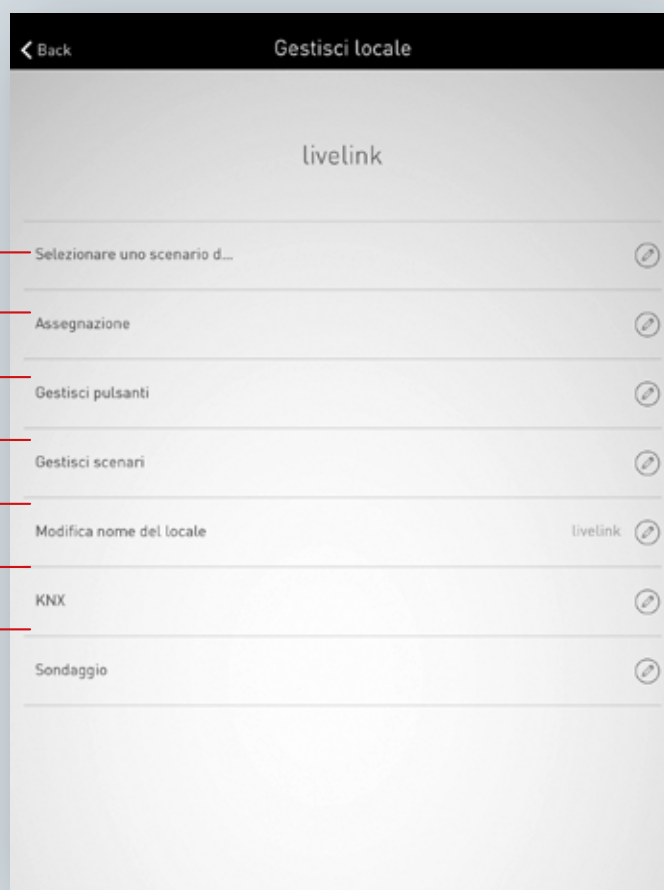 Back
Gestisci locale
livelink
Selezionare uno scenario d...
Assegnazione
Gestisci pulsanti
Gestisci scenari
Modifica nome del locale livelink
KNX
Sondaggio